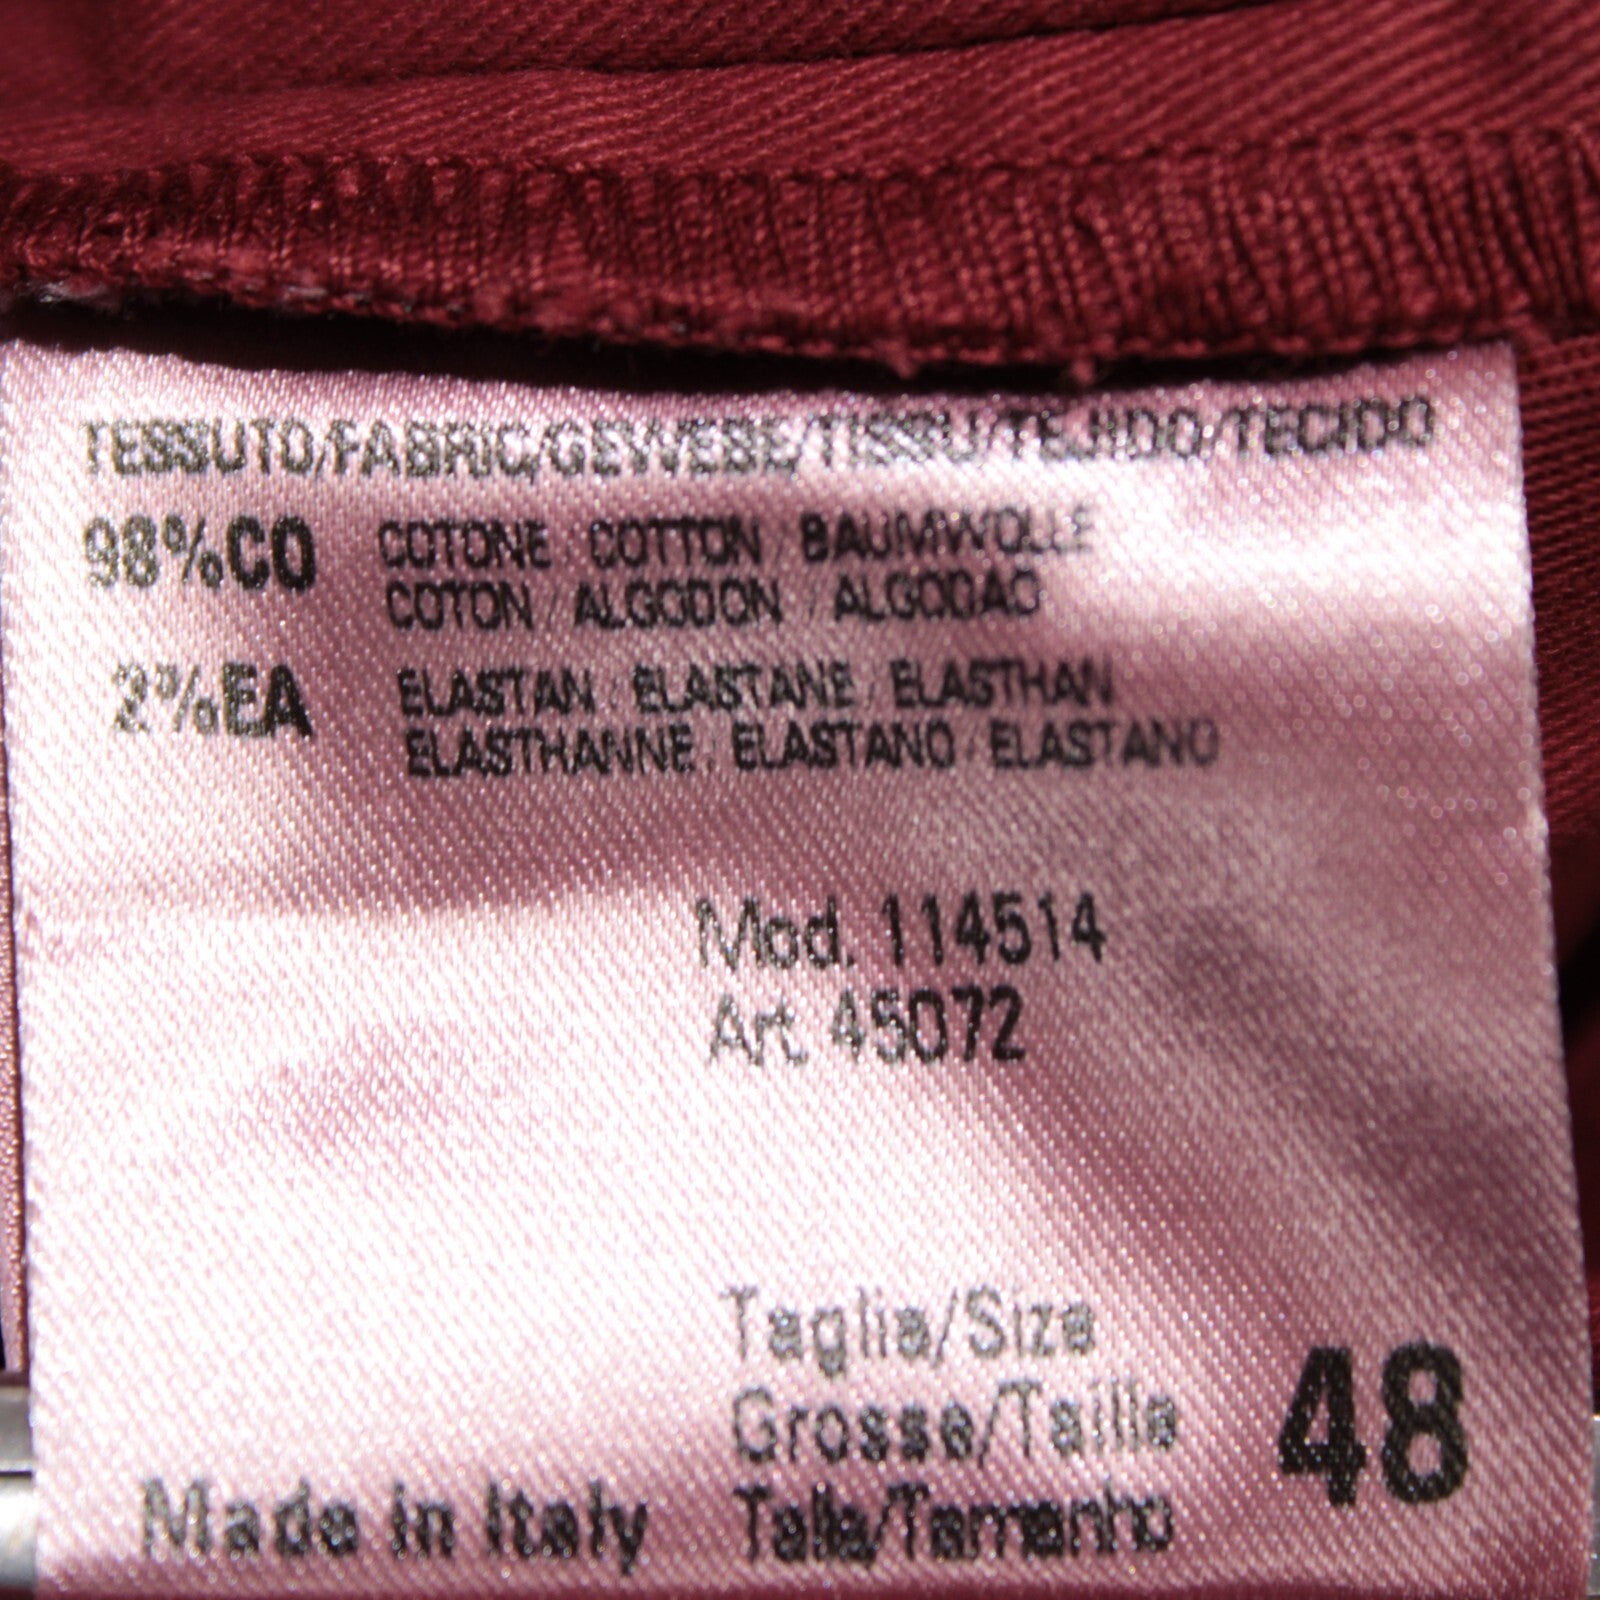 TESSUTO/FABRIC/GEWEBE/TISSU/TEJIDO/TECIDO
98%CO COTONE / COTTON / BAUMWOLLE
COTON / ALGODON / ALGODAO
2%EA ELASTAN / ELASTANE / ELASTHAN
ELASTHANNE / ELASTANO / ELASTANO
Mod. 114514
Art. 45072
Taglia/Size
Grosse/Taille 48
Made in Italy Talla/Tamanho